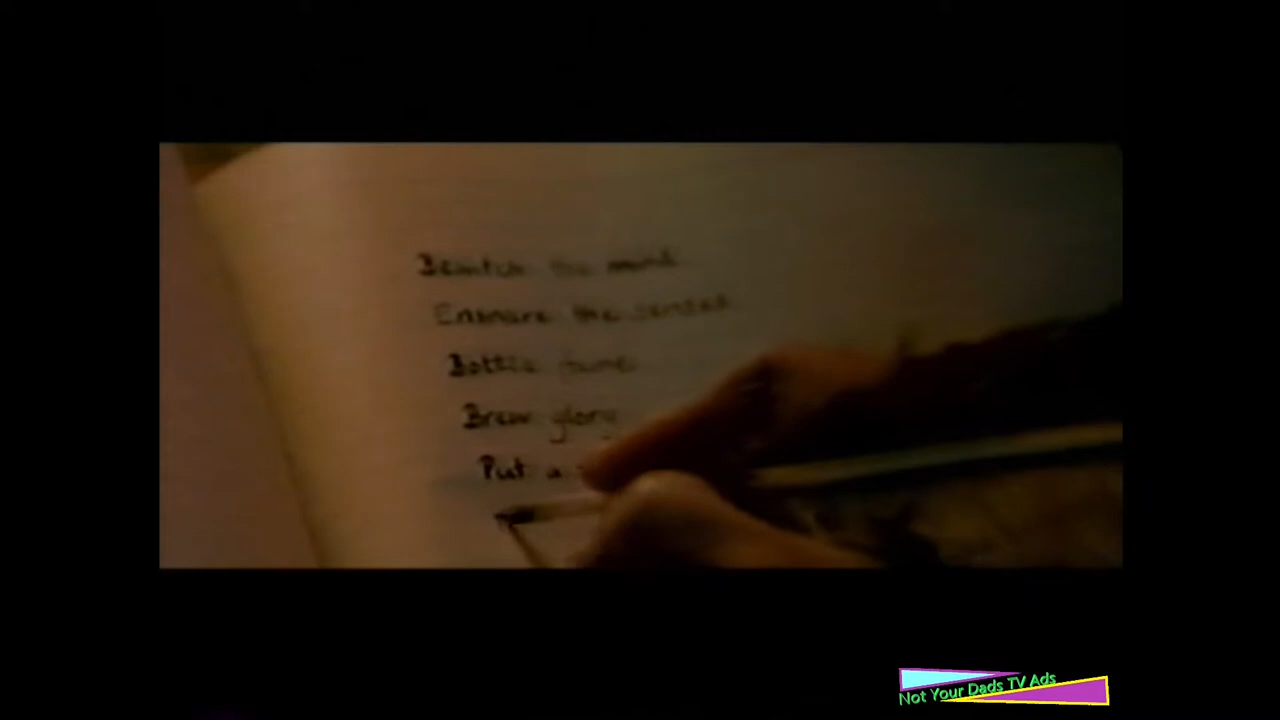 Bewitch the mind
Ensnare the senses
Bottle fame
Brew glory
Put a
Not Your Dads TV Ads